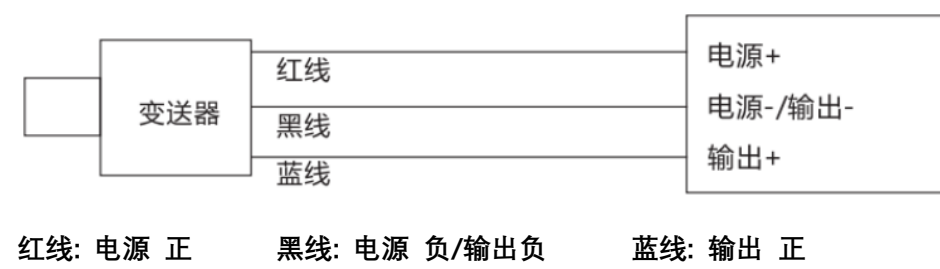 变送器
红线
黑线
蓝线
电源+
电源-/输出-
输出+
红线: 电源 正 黑线: 电源 负/输出负 蓝线: 输出 正